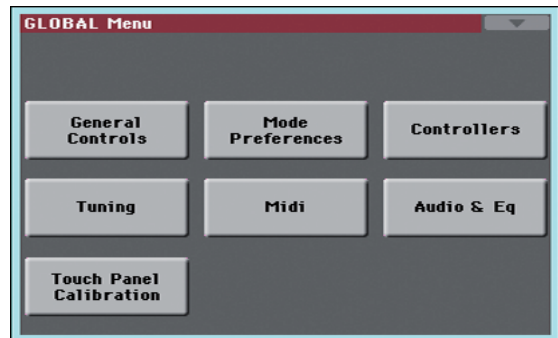 GLOBAL Menu
General
Controls
Mode
Preferences
Controllers
Tuning
Midi
Audio & Eq
Touch Panel
Calibration